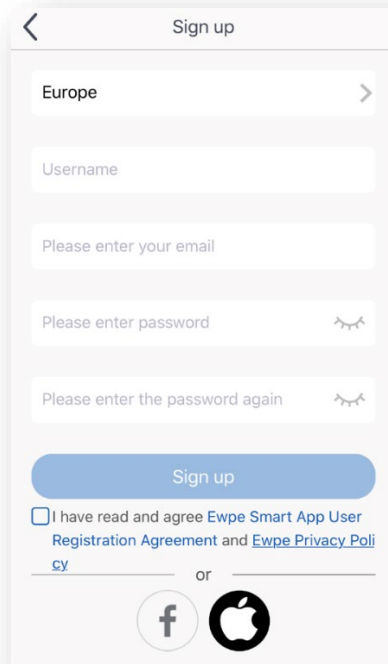 Sign up
Europe
Username
Please enter your email
Please enter password
Please enter the password again
Sign up
I have read and agree Ewpe Smart App User
Registration Agreement and Ewpe Privacy Poli
cy
or